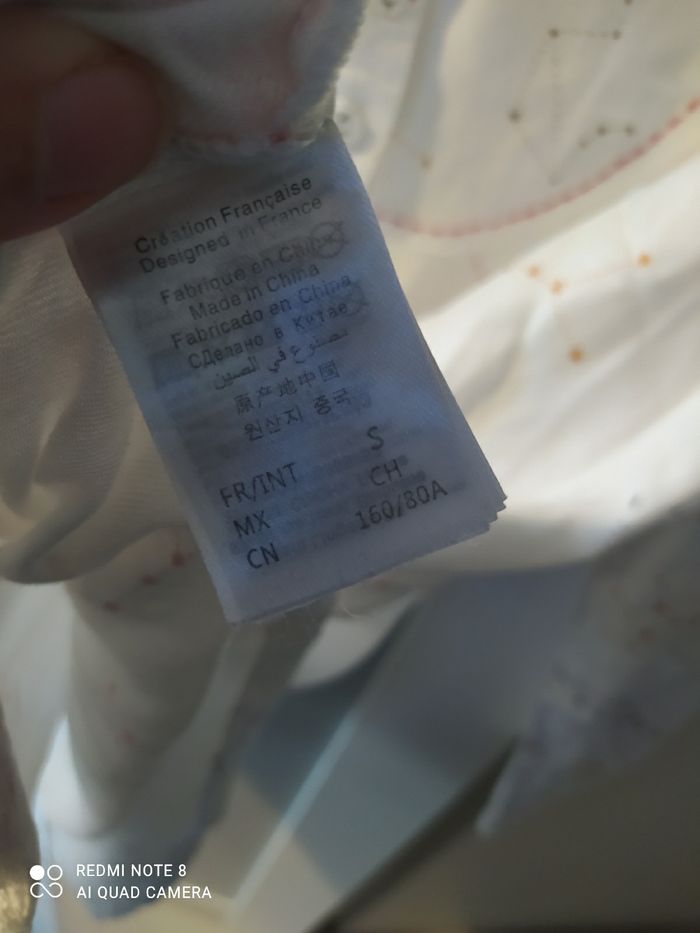 Création Française
Designed in France
Fabrique en Chine
Made in China
Fabricado en China
Сделано в Китае
تصنوع في الصين
原产地中国
원산지 중국
FR/INT S
MX CH
CN 160/80A
REDMI NOTE 8
AI QUAD CAMERA